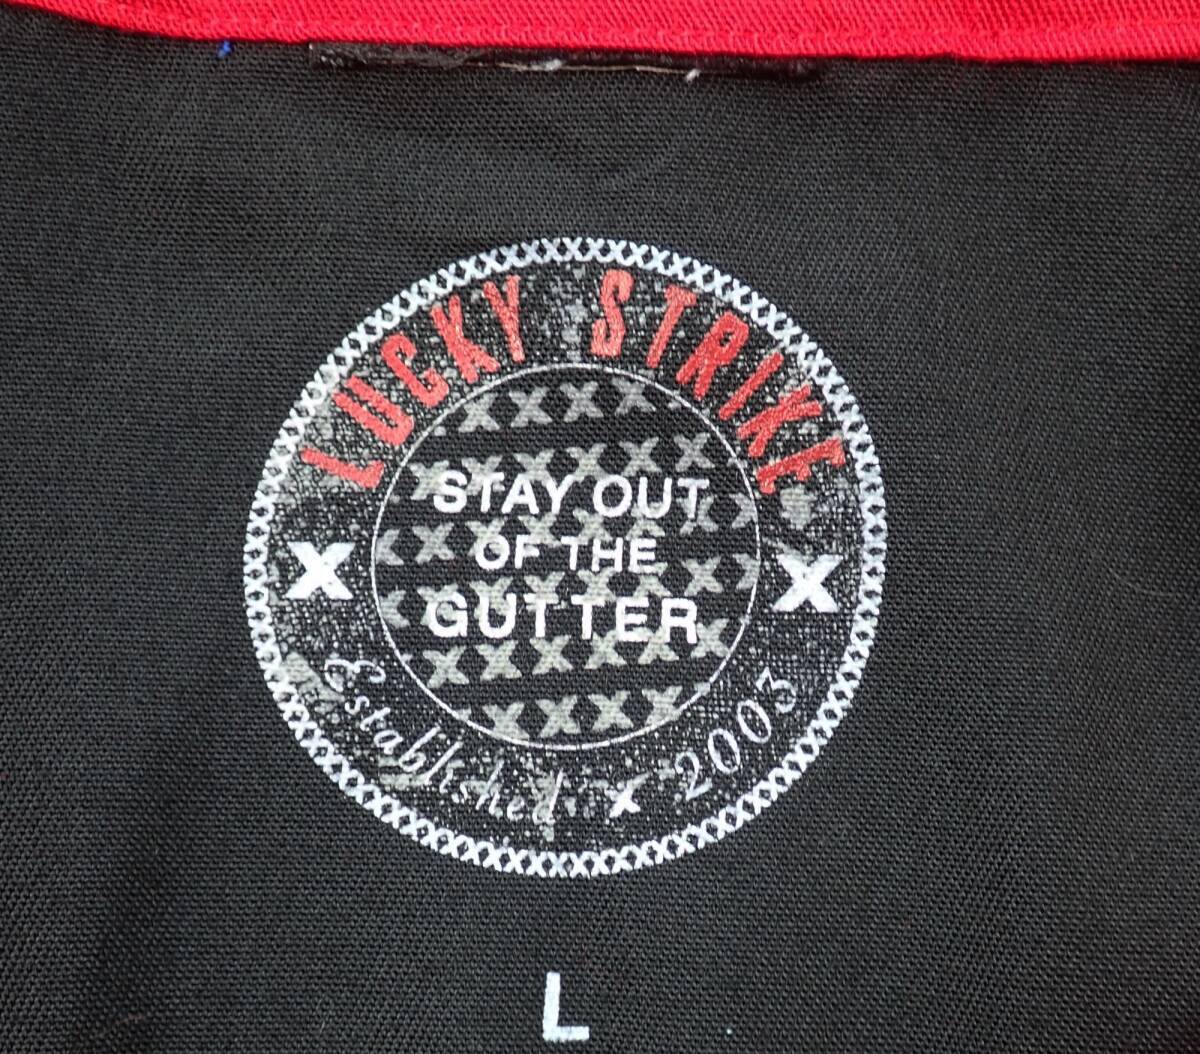 LUCKY STRIKE
STAY OUT
OF THE
GUTTER
X X
Established x 2003
L